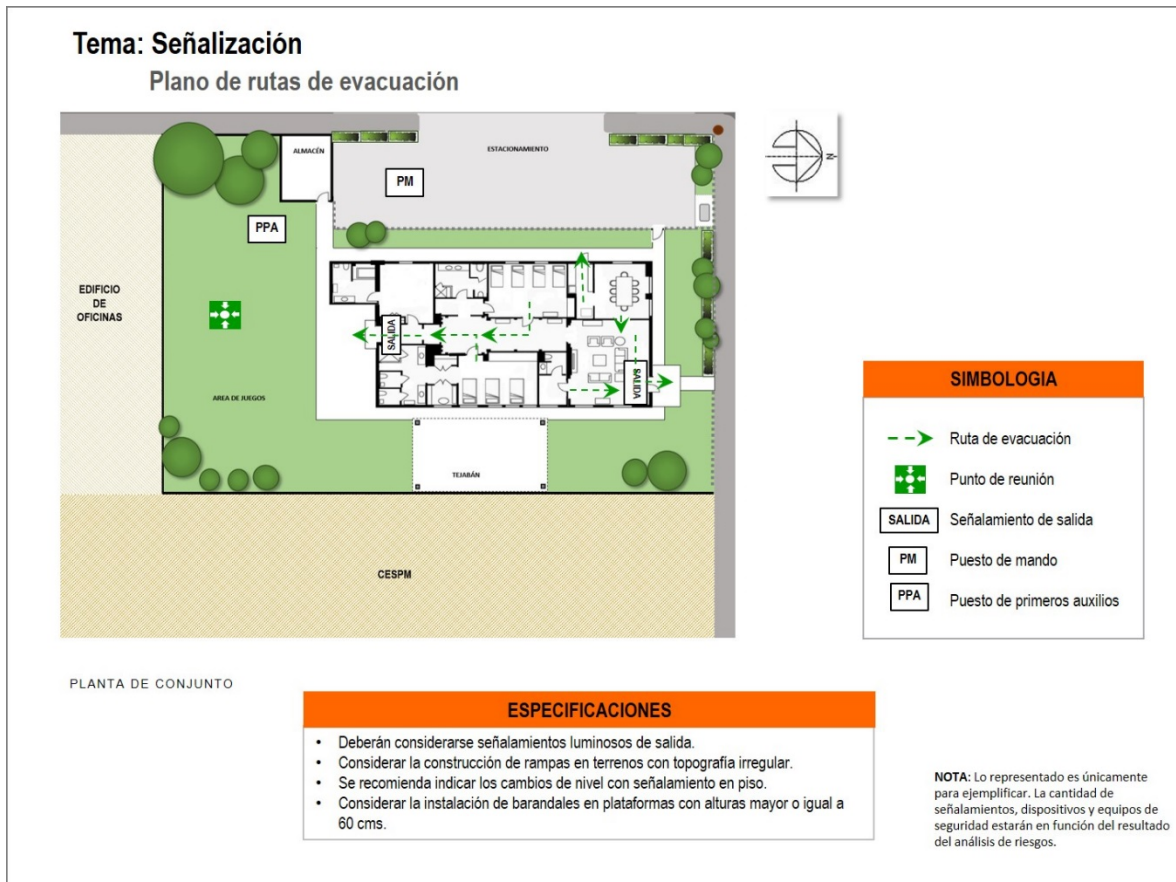 Tema: Señalización
Plano de rutas de evacuación
ALMACÉN
ESTACIONAMIENTO
PM
N
PPA
EDIFICIO
DE
OFICINAS
SALIDA
SALIDA
AREA DE JUEGOS
TEJABÁN
CESPM
SIMBOLOGIA
Ruta de evacuación
Punto de reunión
SALIDA Señalamiento de salida
PM Puesto de mando
PPA Puesto de primeros auxilios
PLANTA DE CONJUNTO
ESPECIFICACIONES
• Deberán considerarse señalamientos luminosos de salida.
• Considerar la construcción de rampas en terrenos con topografía irregular.
• Se recomienda indicar los cambios de nivel con señalamiento en piso.
• Considerar la instalación de barandales en plataformas con alturas mayor o igual a
60 cms.
NOTA: Lo representado es únicamente
para ejemplificar. La cantidad de
señalamientos, dispositivos y equipos de
seguridad estarán en función del resultado
del análisis de riesgos.